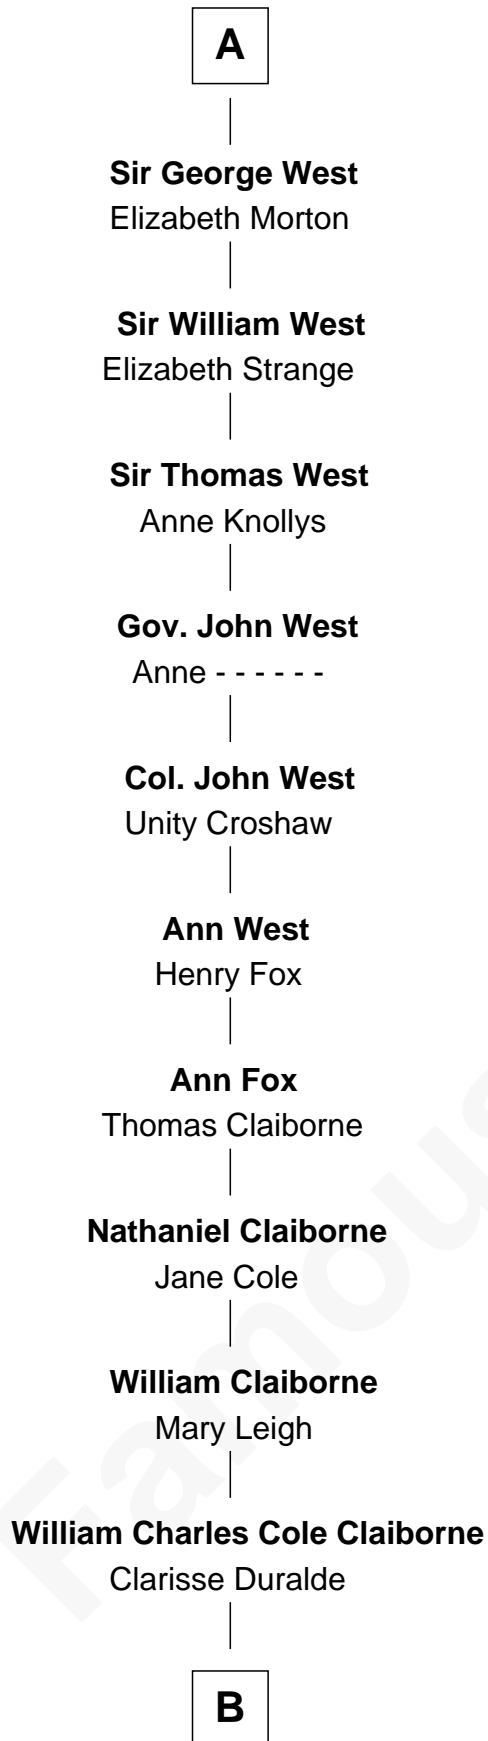 A
Sir George West
Elizabeth Morton
Sir William West
Elizabeth Strange
Sir Thomas West
Anne Knollys
Gov. John West
Anne - - - - - -
Col. John West
Unity Croshaw
Ann West
Henry Fox
Ann Fox
Thomas Claiborne
Nathaniel Claiborne
Jane Cole
William Claiborne
Mary Leigh
William Charles Cole Claiborne
Clarisse Duralde
B
Famous